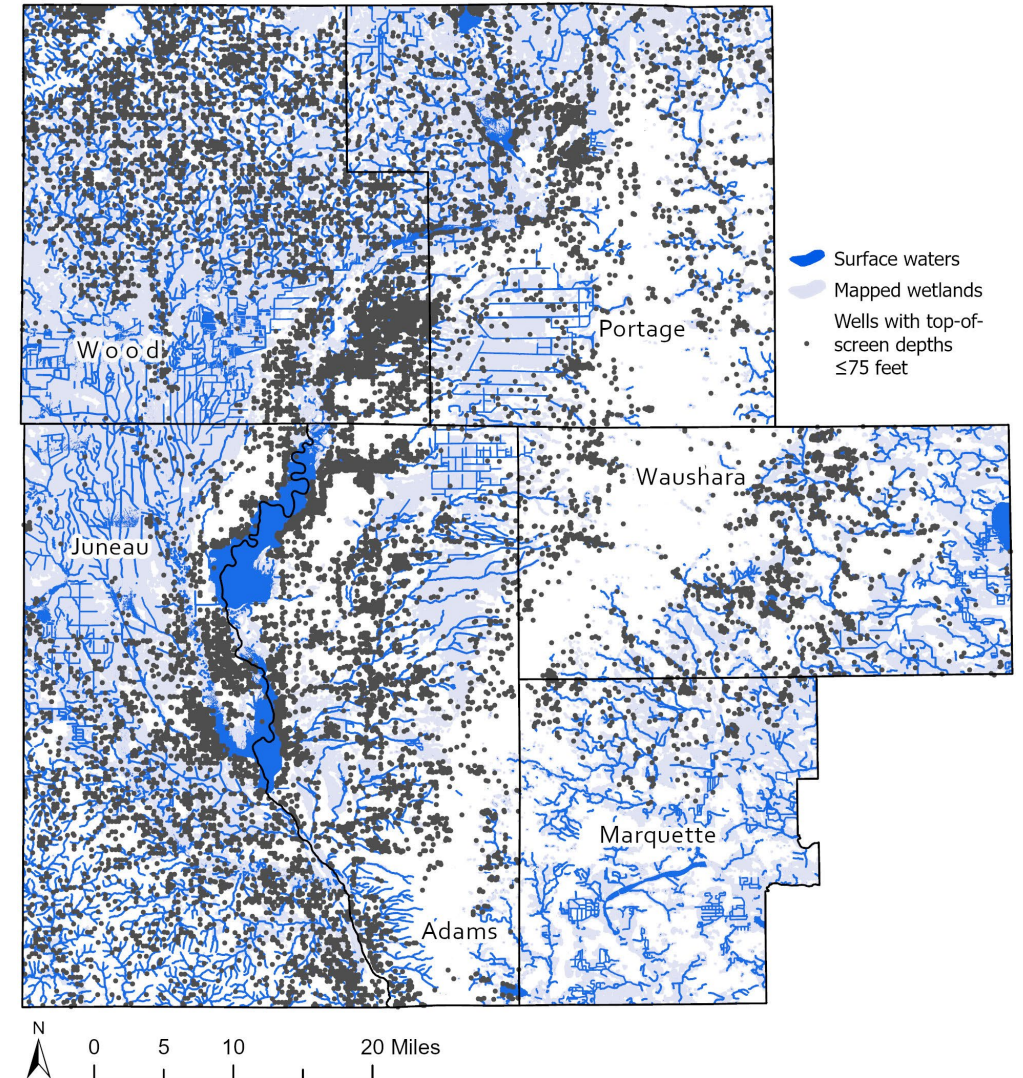 Surface waters
Mapped wetlands
Wells with top-of-
screen depths
≤75 feet
Portage
Wood
Waushara
Juneau
Marquette
Adams
N
0 5 10 20 Miles